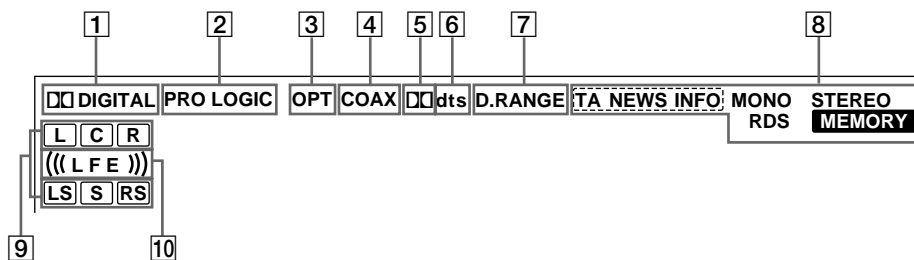 1 2 3 4 5 6 7 8
DIGITAL PRO LOGIC OPT COAX dts D.RANGE TA NEWS INFO MONO STEREO
RDS MEMORY
L C R
((( L F E )))
LS S RS
9 10